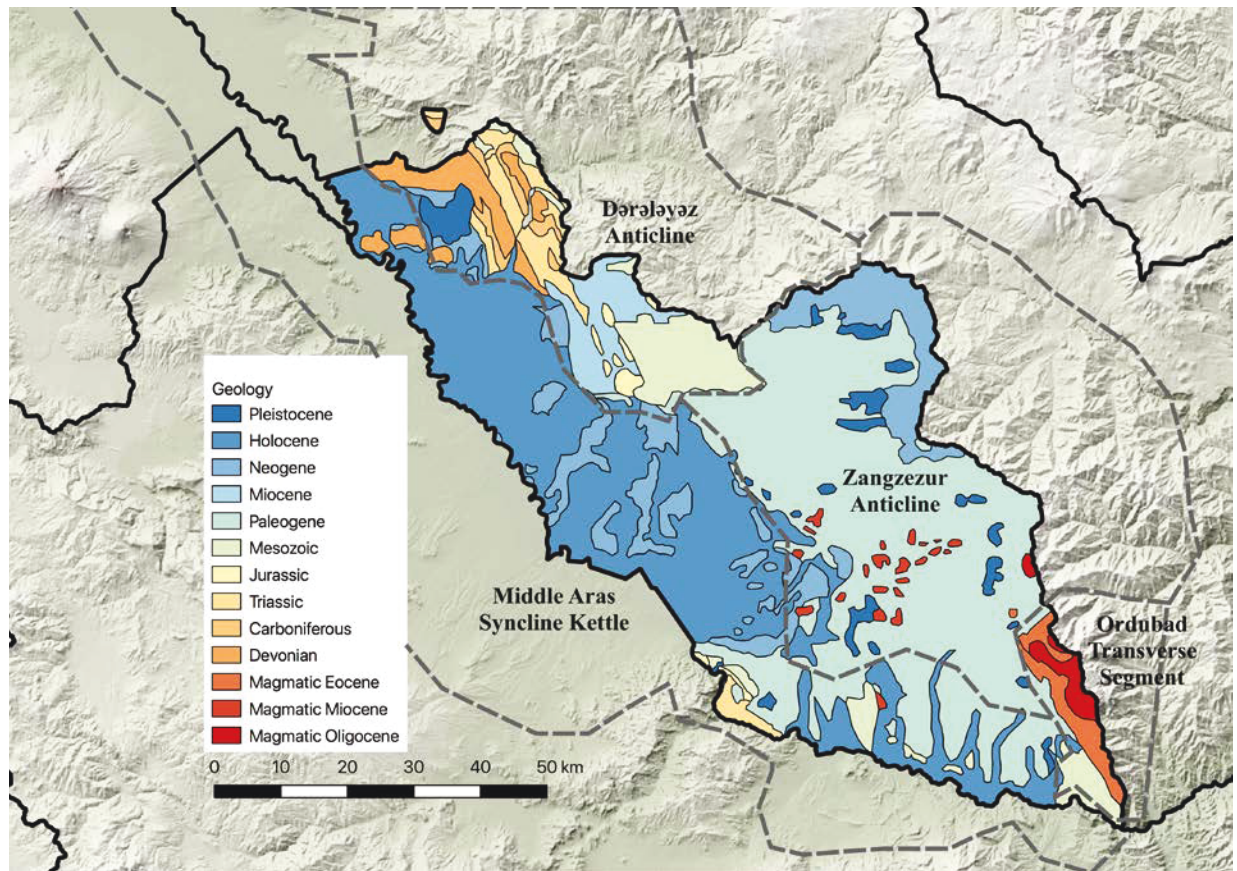 Dərələyəz
Anticline
Zangzezur
Anticline
Middle Aras
Syncline Kettle
Ordubad
Transverse
Segment
Geology
Pleistocene
Holocene
Neogene
Miocene
Paleogene
Mesozoic
Jurassic
Triassic
Carboniferous
Devonian
Magmatic Eocene
Magmatic Miocene
Magmatic Oligocene
0 10 20 30 40 50 km